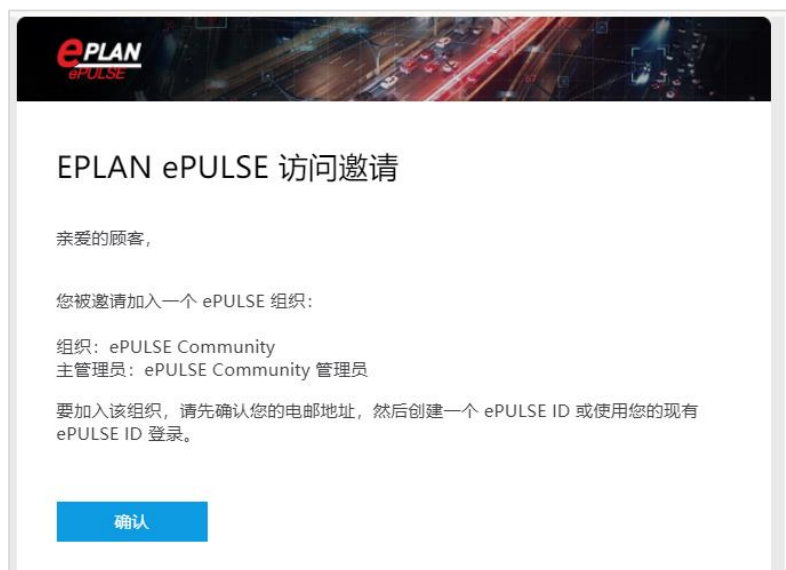 ePLAN
ePULSE
67
EPLAN ePULSE 访问邀请
亲爱的顾客，
您被邀请加入一个 ePULSE 组织：
组织：ePULSE Community
主管理员：ePULSE Community 管理员
要加入该组织，请先确认您的电邮地址，然后创建一个 ePULSE ID 或使用您的现有
ePULSE ID 登录。
确认